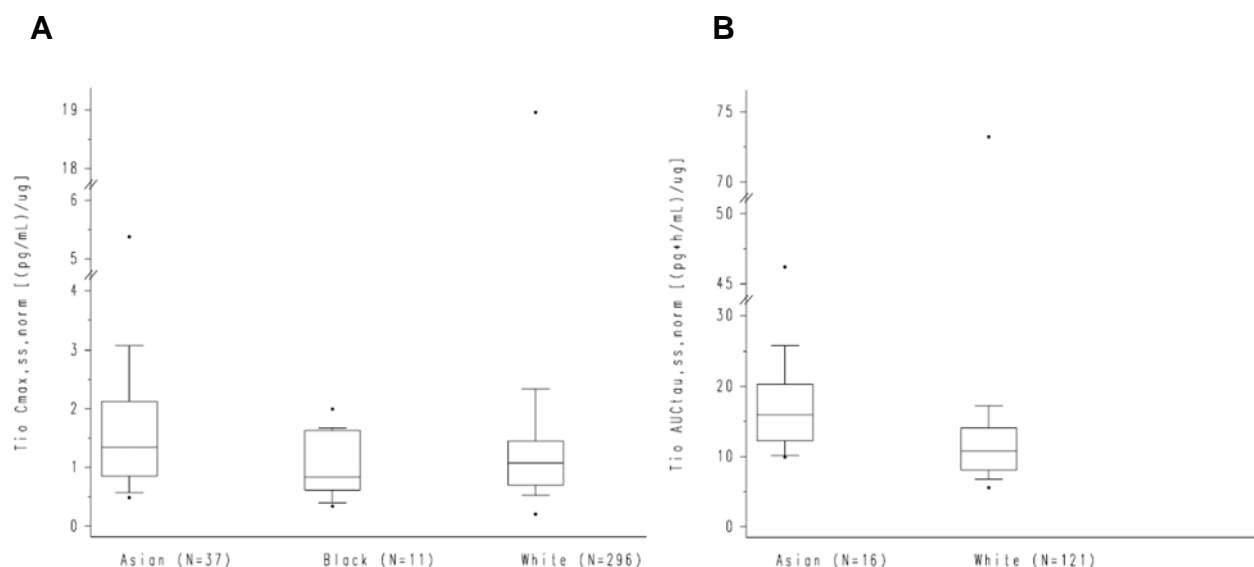 A
B
Tio Cmax,ss,norm [(pg/mL)/ug]
19
18
6
5
4
3
2
1
0
Asian (N=37)
Black (N=11)
White (N=296)
Tio AUCtau,ss,norm [(pg*h/mL)/ug]
75
70
50
45
30
20
10
0
Asian (N=16)
White (N=121)